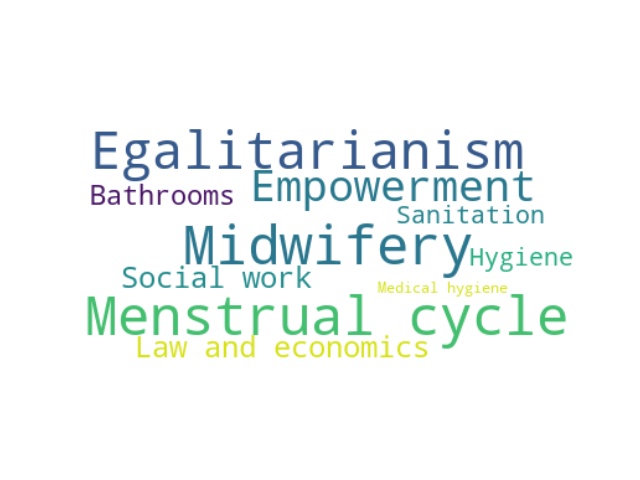 Egalitarianism
Bathrooms
Empowerment
Sanitation
Midwifery
Hygiene
Social work
Medical hygiene
Menstrual cycle
Law and economics